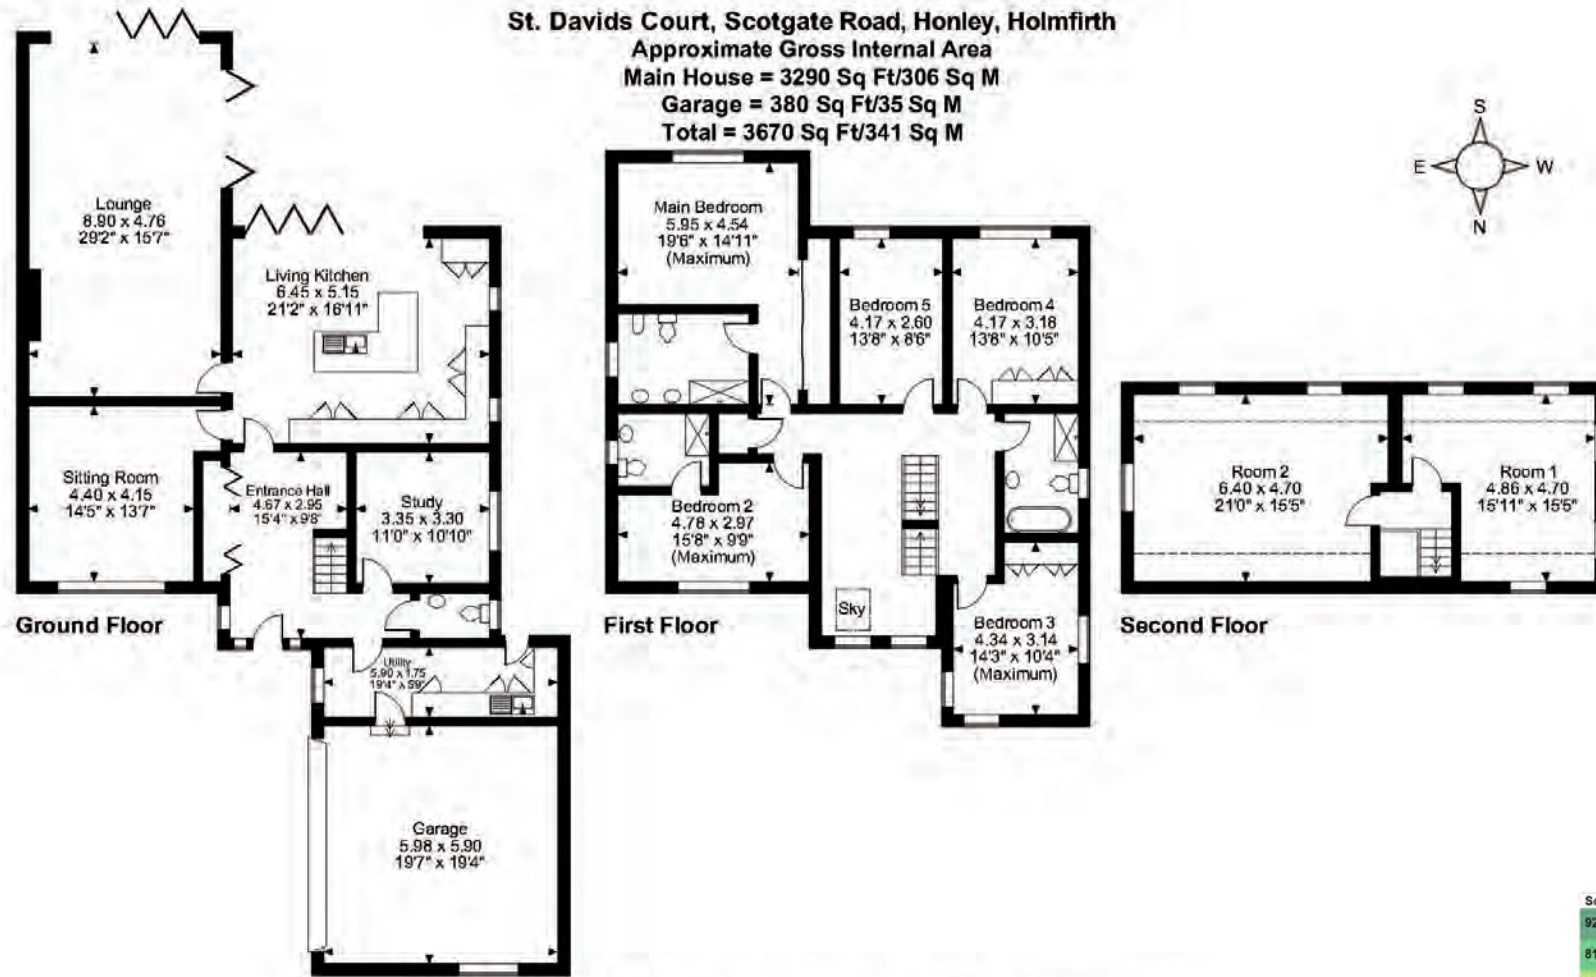 St. Davids Court, Scotgate Road, Honley, Holmfirth
Approximate Gross Internal Area
Main House = 3290 Sq Ft/306 Sq M
Garage = 380 Sq Ft/35 Sq M
Total = 3670 Sq Ft/341 Sq M
S
E
W
N
Lounge
8.90 x 4.76
29'2" x 15'7"
Living Kitchen
6.45 x 5.15
21'2" x 16'11"
Sitting Room
4.40 x 4.15
14'5" x 13'7"
Entrance Hall
4.67 x 2.95
15'4" x 9'8"
Study
3.35 x 3.30
11'0" x 10'10"
Utility
5.90 x 1.75
19'4" x 5'9"
Garage
5.98 x 5.90
19'7" x 19'4"
Ground Floor
Main Bedroom
5.95 x 4.54
19'6" x 14'11"
(Maximum)
Bedroom 5
4.17 x 2.60
13'8" x 8'6"
Bedroom 4
4.17 x 3.18
13'8" x 10'5"
Bedroom 2
4.78 x 2.97
15'8" x 9'9"
(Maximum)
Sky
Bedroom 3
4.34 x 3.14
14'3" x 10'4"
(Maximum)
First Floor
Room 2
6.40 x 4.70
21'0" x 15'5"
Room 1
4.86 x 4.70
15'11" x 15'5"
Second Floor
92
81